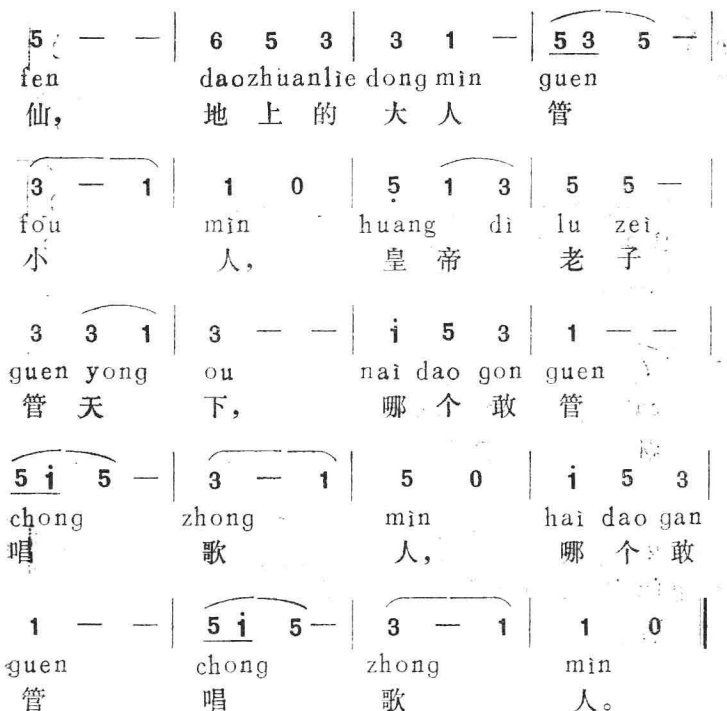 5 — — | 6 5 3 | 3 1 — | 5 3 5 — |
fen daozhuanlie dong min guen
仙， 地 上 的 大 人 管
3 — 1 | 1 0 | 5̣ 1 3 | 5 5 — |
fou min huang di lu zei
小 人， 皇 帝 老 子
3 3 1 | 3 — — | i 5 3 | 1 — — |
guen yong ou nai dao gon guen
管 天 下， 哪 个 敢 管
5 i 5 — | 3 — 1 | 5 0 | i 5 3 |
chong zhong min hai dao gan
唱 歌 人， 哪 个 敢
1 — — | 5 i 5 — | 3 — 1 | 1 0 ‖
guen chong zhong min
管 唱 歌 人。